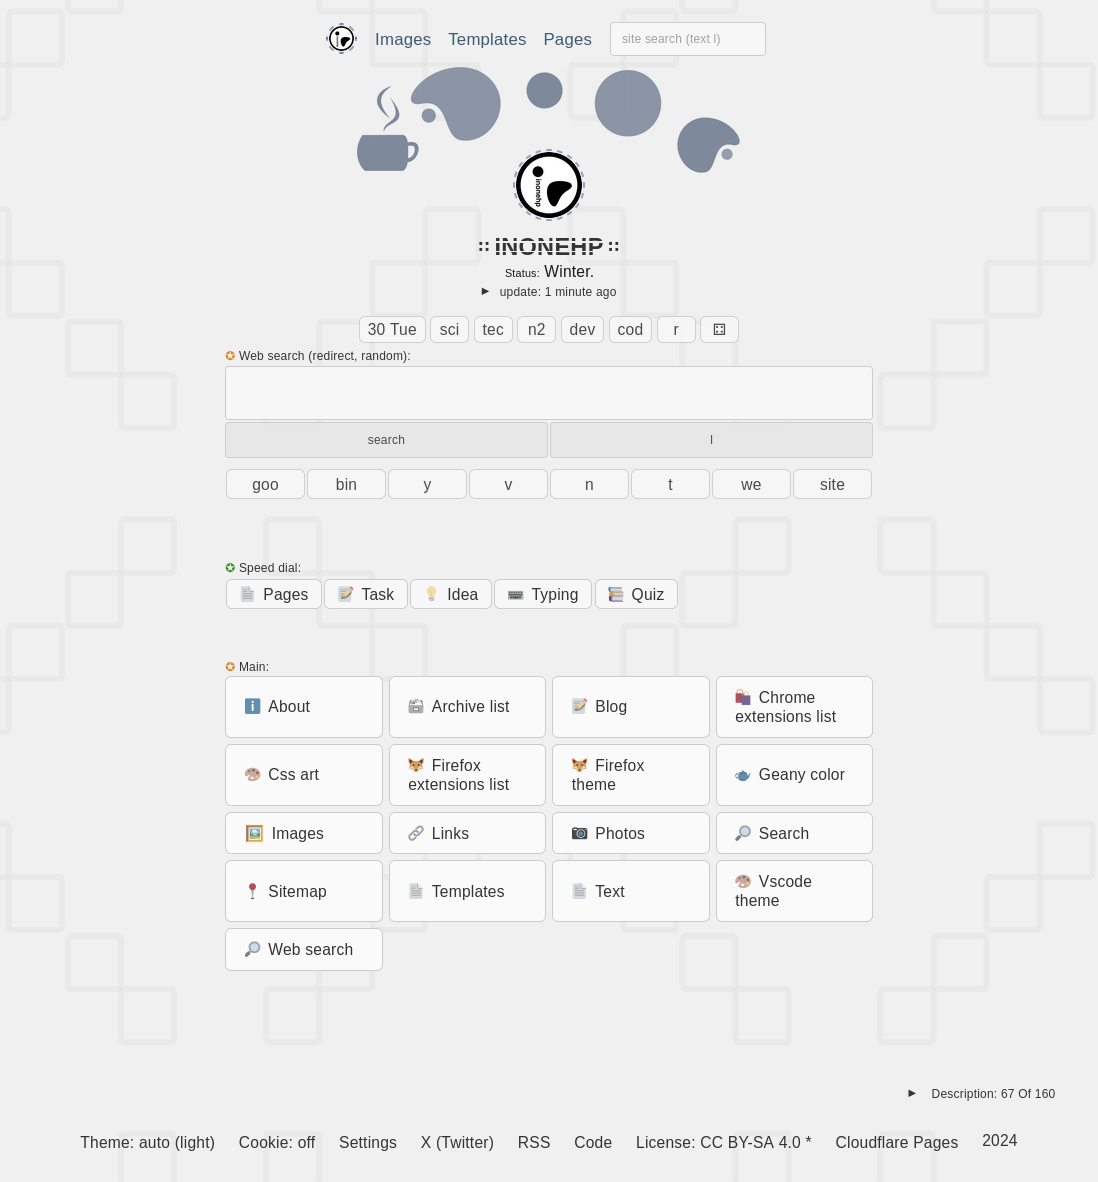 Images Templates Pages site search (text l)
inonehp
:: INONEHP ::
Status: Winter.
► update: 1 minute ago
30 Tue sci tec n2 dev cod r ⚃
✪ Web search (redirect, random):
search l
goo bin y v n t we site
✪ Speed dial:
Pages Task Idea Typing Quiz
✪ Main:
About
Archive list
Blog
Chrome
extensions list
Css art
Firefox
extensions list
Firefox
theme
Geany color
Images
Links
Photos
Search
Sitemap
Templates
Text
Vscode
theme
Web search
► Description: 67 Of 160
Theme: auto (light) Cookie: off Settings X (Twitter) RSS Code License: CC BY-SA 4.0 * Cloudflare Pages 2024